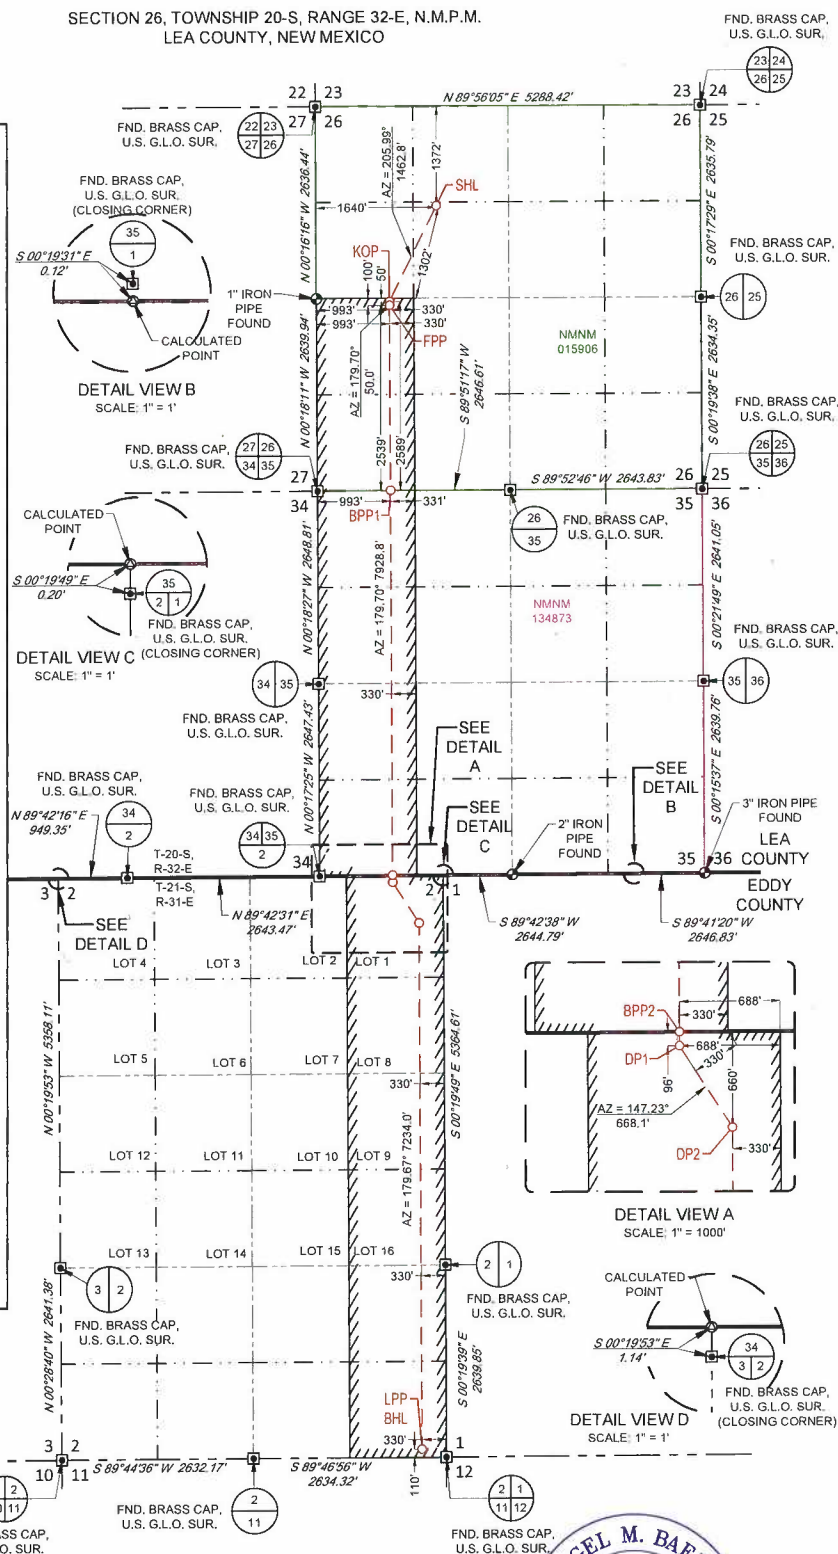 SECTION 26, TOWNSHIP 20-S, RANGE 32-E, N.M.P.M.
LEA COUNTY, NEW MEXICO
FND. BRASS CAP,
U.S. G.L.O. SUR.
23 24
26 25
22 23
27 26
N 89°56'05" E 5288.42'
23 24
26 25
FND. BRASS CAP,
U.S. G.L.O. SUR.
22 23
27 26
FND. BRASS CAP,
U.S. G.L.O. SUR.
(CLOSING CORNER)
35
1
S 00°19'31" E
0.12'
CALCULATED
POINT
DETAIL VIEW B
SCALE: 1" = 1'
N 00°16'16" W 2636.44'
AZ = 205.99°
1462.8'
1372'
SHL
1640'
1302'
KOP
100'
50'
S 00°17'29" E 2635.79'
FND. BRASS CAP,
U.S. G.L.O. SUR.
26 25
1" IRON
PIPE
FOUND
993'
330'
993'
330'
FPP
NMNM
015906
N 00°18'11" W 2639.94'
AZ = 179.70°
50.0'
2539'
2589'
S 89°51'17" W
2646.61'
S 00°19'38" E 2634.35'
FND. BRASS CAP,
U.S. G.L.O. SUR.
26 25
35 36
FND. BRASS CAP,
U.S. G.L.O. SUR.
27 26
34 35
27
34
993'
331'
BPP1
S 89°52'46" W 2643.83'
26 25
35 36
26
35
FND. BRASS CAP,
U.S. G.L.O. SUR.
CALCULATED
POINT
S 00°19'49" E
0.20'
35
2 1
FND. BRASS CAP,
U.S. G.L.O. SUR.
(CLOSING CORNER)
DETAIL VIEW C
SCALE: 1" = 1'
N 00°18'27" W 2648.81'
AZ = 179.70° 7928.8'
NMNM
134873
S 00°21'49" E 2641.05'
FND. BRASS CAP,
U.S. G.L.O. SUR.
35 36
34 35
FND. BRASS CAP,
U.S. G.L.O. SUR.
330'
N 00°17'25" W 2647.43'
SEE
DETAIL
A
SEE
DETAIL
B
S 00°15'37" E 2639.76'
FND. BRASS CAP,
U.S. G.L.O. SUR.
34
2
N 89°42'16" E
949.35'
FND. BRASS CAP,
U.S. G.L.O. SUR.
34 35
2
SEE
DETAIL
C
2" IRON
PIPE
FOUND
3" IRON PIPE
FOUND
34
35 36
LEA
COUNTY
T-20-S,
R-32-E
T-21-S,
R-31-E
3 2
2 1
EDDY
COUNTY
SEE
DETAIL D
N 89°42'31" E
2643.47'
S 89°42'38" W
2644.79'
S 89°41'20" W
2646.83'
LOT 4
LOT 3
LOT 2
LOT 1
LOT 5
LOT 6
LOT 7
LOT 8
LOT 12
LOT 11
LOT 10
LOT 9
LOT 13
LOT 14
LOT 15
LOT 16
N 00°19'53" W 5358.11'
330'
S 00°19'49" E 5364.61'
AZ = 179.67° 7234.0'
688'
BPP2
330'
DP1
688'
330'
96'
660'
AZ = 147.23°
668.1'
330'
DP2
DETAIL VIEW A
SCALE: 1" = 1000'
3 2
FND. BRASS CAP,
U.S. G.L.O. SUR.
330'
2 1
FND. BRASS CAP,
U.S. G.L.O. SUR.
CALCULATED
POINT
S 00°19'53" E
1.14'
34
3 2
FND. BRASS CAP,
U.S. G.L.O. SUR.
(CLOSING CORNER)
DETAIL VIEW D
SCALE: 1" = 1'
N 00°28'40" W 2641.38'
S 00°19'39" E
2639.85'
LPP
BHL
330'
110'
3 2
10 11
S 89°44'36" W 2632.17'
S 89°46'56" W
2634.32'
1
12
2
11
FND. BRASS CAP,
U.S. G.L.O. SUR.
2
11
2 1
11 12
FND. BRASS CAP,
U.S. G.L.O. SUR.